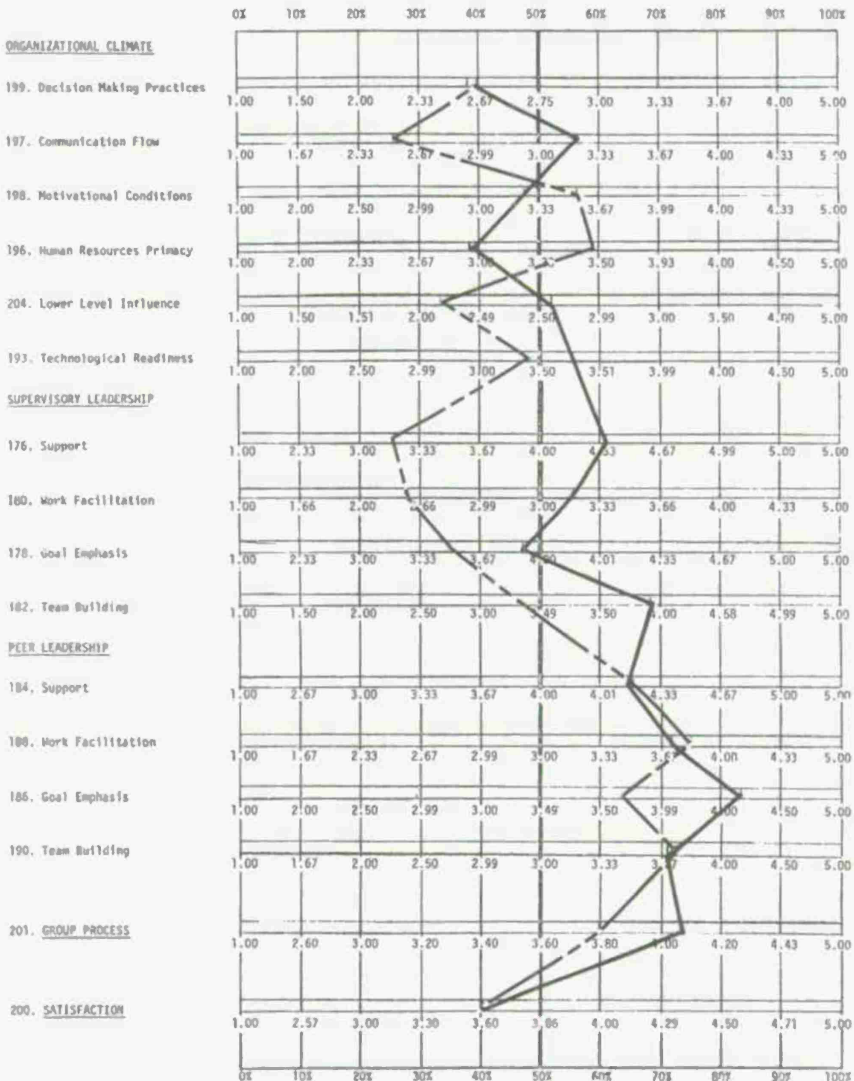 0% 10% 20% 30% 40% 50% 60% 70% 80% 90% 100%
ORGANIZATIONAL CLIMATE
199. Decision Making Practices
1.00 1.50 2.00 2.33 2.67 2.75 3.00 3.33 3.67 4.00 5.00
197. Communication Flow
1.00 1.67 2.33 2.67 2.99 3.00 3.33 3.67 4.00 4.33 5.00
198. Motivational Conditions
1.00 2.00 2.50 2.99 3.00 3.33 3.67 3.99 4.00 4.33 5.00
196. Human Resources Primacy
1.00 2.00 2.33 2.67 3.00 3.50 3.93 4.00 4.50 5.00
204. Lower Level Influence
1.00 1.50 1.51 2.00 2.49 2.50 2.99 3.00 3.50 4.00 5.00
193. Technological Readiness
1.00 2.00 2.50 2.99 3.00 3.50 3.51 3.99 4.00 4.50 5.00
SUPERVISORY LEADERSHIP
176. Support
1.00 2.33 3.00 3.33 3.67 4.00 4.67 4.99 5.00 5.00
180. Work Facilitation
1.00 1.66 2.00 2.66 2.99 3.00 3.33 3.66 4.00 4.33 5.00
178. Goal Emphasis
1.00 2.33 3.00 3.33 3.67 4.01 4.33 4.67 5.00 5.00
182. Team Building
1.00 1.50 2.00 2.50 3.00 3.49 3.50 4.00 4.58 4.99 5.00
PEER LEADERSHIP
184. Support
1.00 2.67 3.00 3.33 3.67 4.00 4.01 4.33 4.67 5.00 5.00
188. Work Facilitation
1.00 1.67 2.33 2.67 2.99 3.00 3.33 3.67 4.00 4.33 5.00
186. Goal Emphasis
1.00 2.00 2.50 2.99 3.00 3.49 3.50 3.99 4.00 4.50 5.00
190. Team Building
1.00 1.67 2.00 2.50 2.99 3.00 3.33 3.67 4.00 4.50 5.00
201. GROUP PROCESS
1.00 2.60 3.00 3.20 3.40 3.60 3.80 4.00 4.20 4.43 5.00
200. SATISFACTION
1.00 2.57 3.00 3.30 3.60 3.86 4.00 4.29 4.50 4.71 5.00
0% 10% 20% 30% 40% 50% 60% 70% 80% 90% 100%